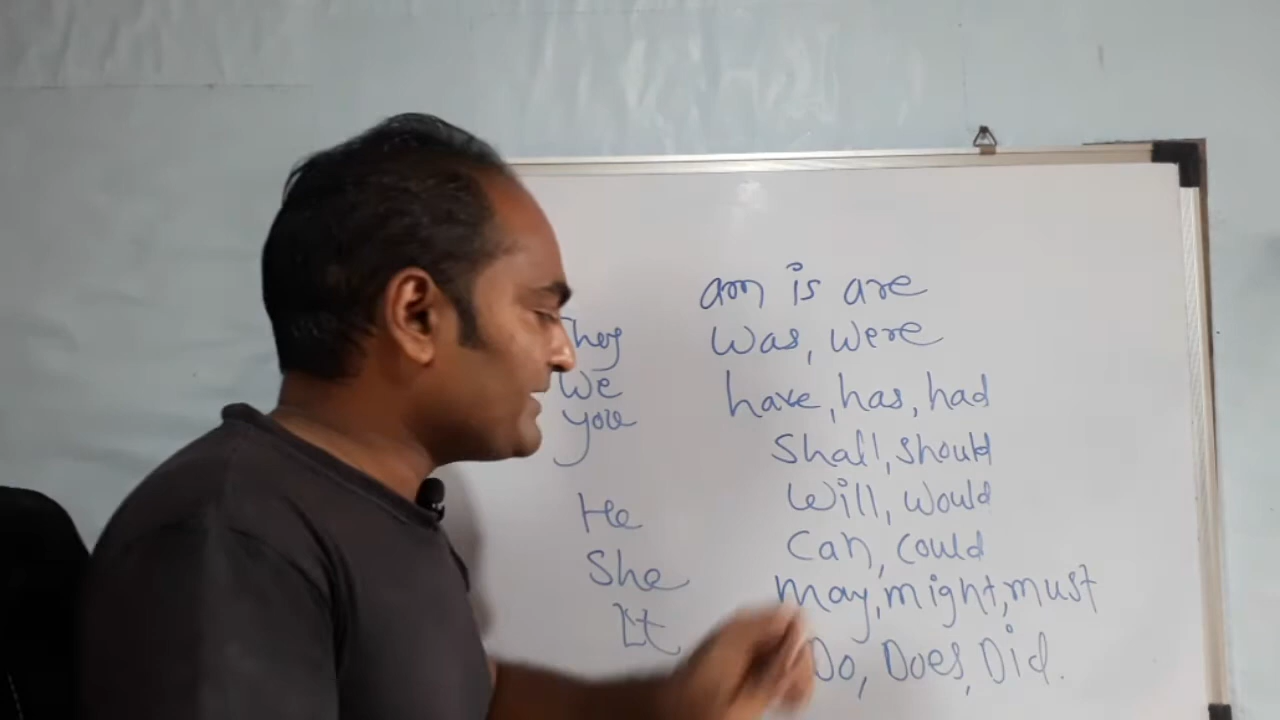 am is are
They
was, were
We
have, has, had
you
shall, should
He
will, would
can, could
She
may, might, must
It
Do, Does, Did.